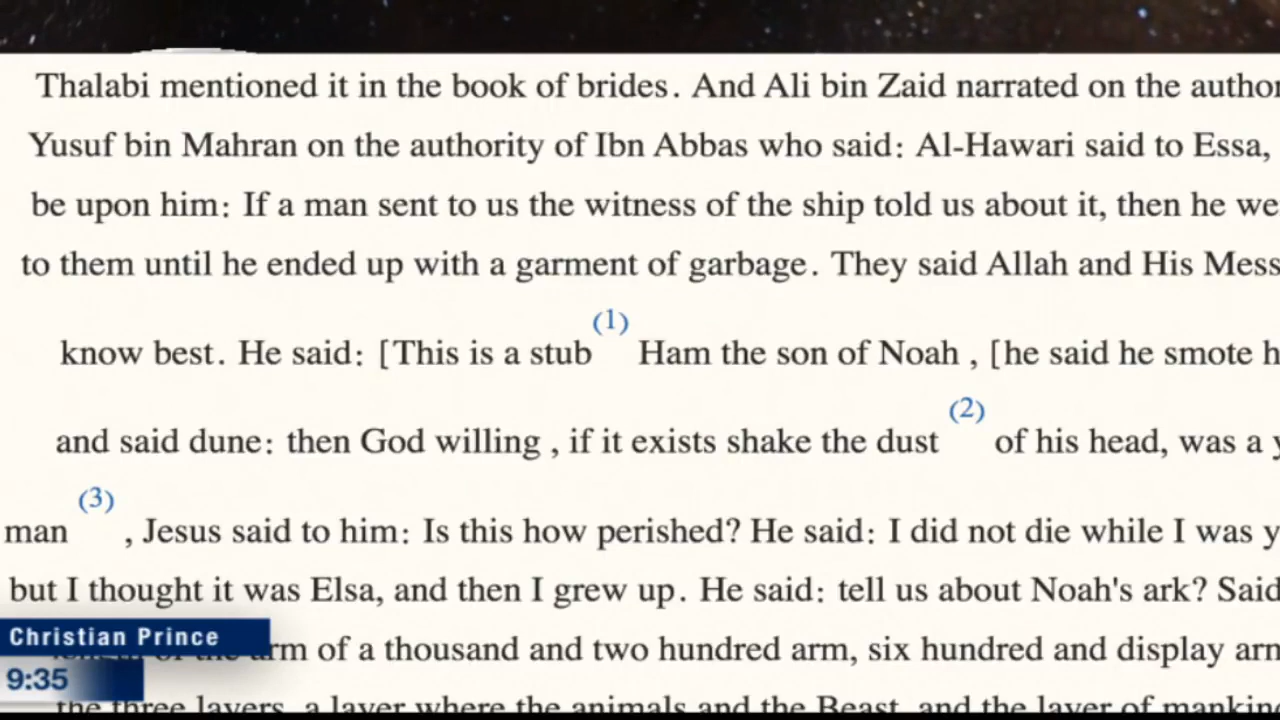 Thalabi mentioned it in the book of brides. And Ali bin Zaid narrated on the
Yusuf bin Mahran on the authority of Ibn Abbas who said: Al-Hawari said to Essa,
be upon him: If a man sent to us the witness of the ship told us about it, then he
to them until he ended up with a garment of garbage. They said Allah and His
(1)
know best. He said: [This is a stub Ham the son of Noah , [he said he smote
(2)
and said dune: then God willing , if it exists shake the dust of his head, was a
(3)
man , Jesus said to him: Is this how perished? He said: I did not die while I was
but I thought it was Elsa, and then I grew up. He said: tell us about Noah's ark? Said
Christian Prince
of a thousand and two hundred arm, six hundred and display
9:35
the three layers, a layer where the animals and the Beast, and the layer of